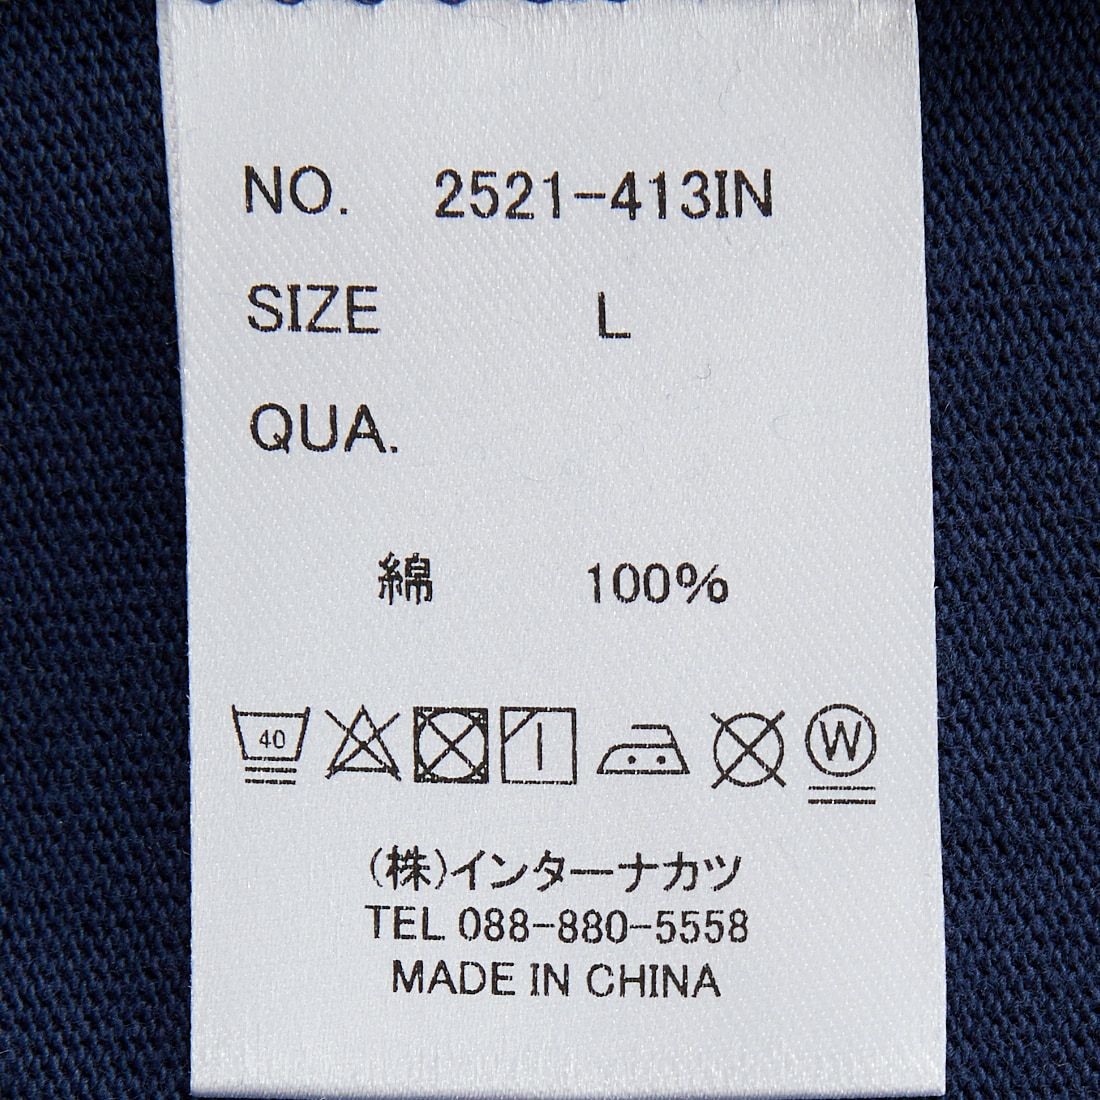 NO. 2521-413IN
SIZE L
QUA.
綿 100%
40 W
(株)インターナカツ
TEL 088-880-5558
MADE IN CHINA